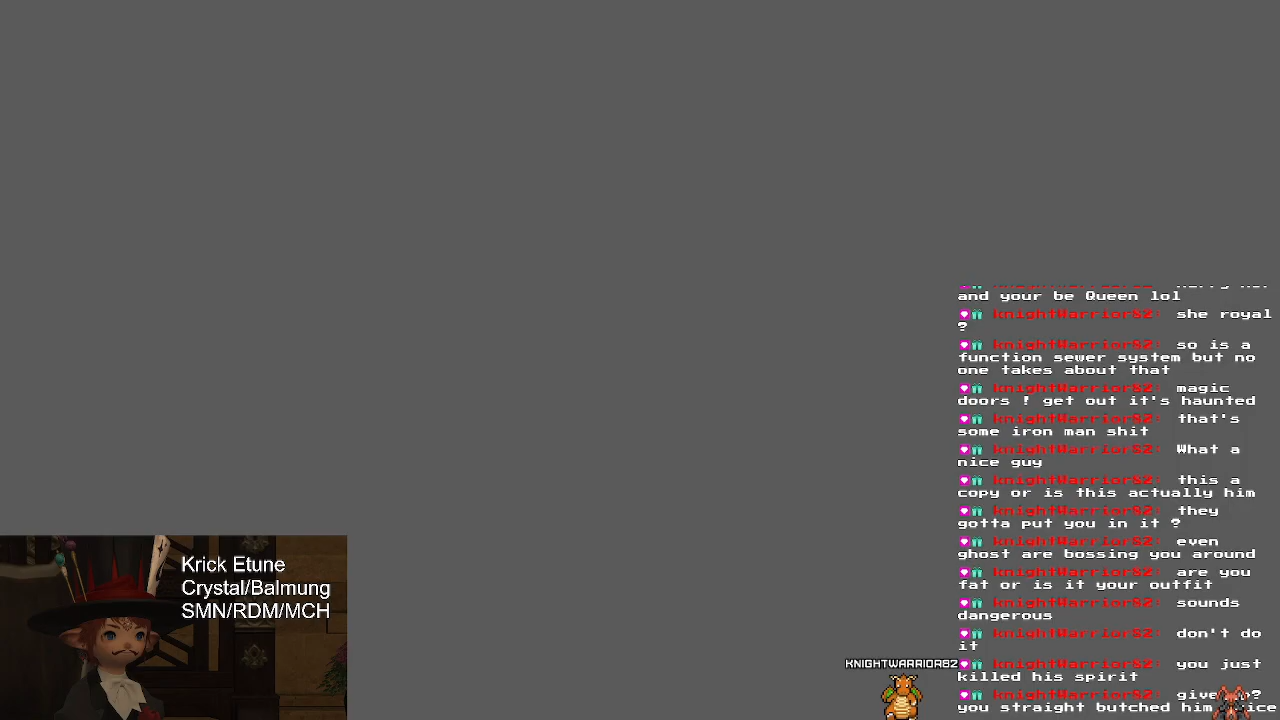 and your be Queen lol
knightWarrior82: she royal
?
knightWarrior82: so is a
function sewer system but no
one takes about that
knightWarrior82: magic
doors ! get out it's haunted
knightWarrior82: that's
some iron man shit
knightWarrior82: What a
nice guy
knightWarrior82: this a
copy or is this actually him
knightWarrior82: they
gotta put you in it ?
knightWarrior82: even
ghost are bossing you around
knightWarrior82: are you
fat or is it your outfit
knightWarrior82: sounds
dangerous
knightWarrior82: don't do
it
knightWarrior82: you just
killed his spirit
knightWarrior82: give
you straight butched him
Krick Etune
Crystal/Balmung
SMN/RDM/MCH
KNIGHTWARRIOR82